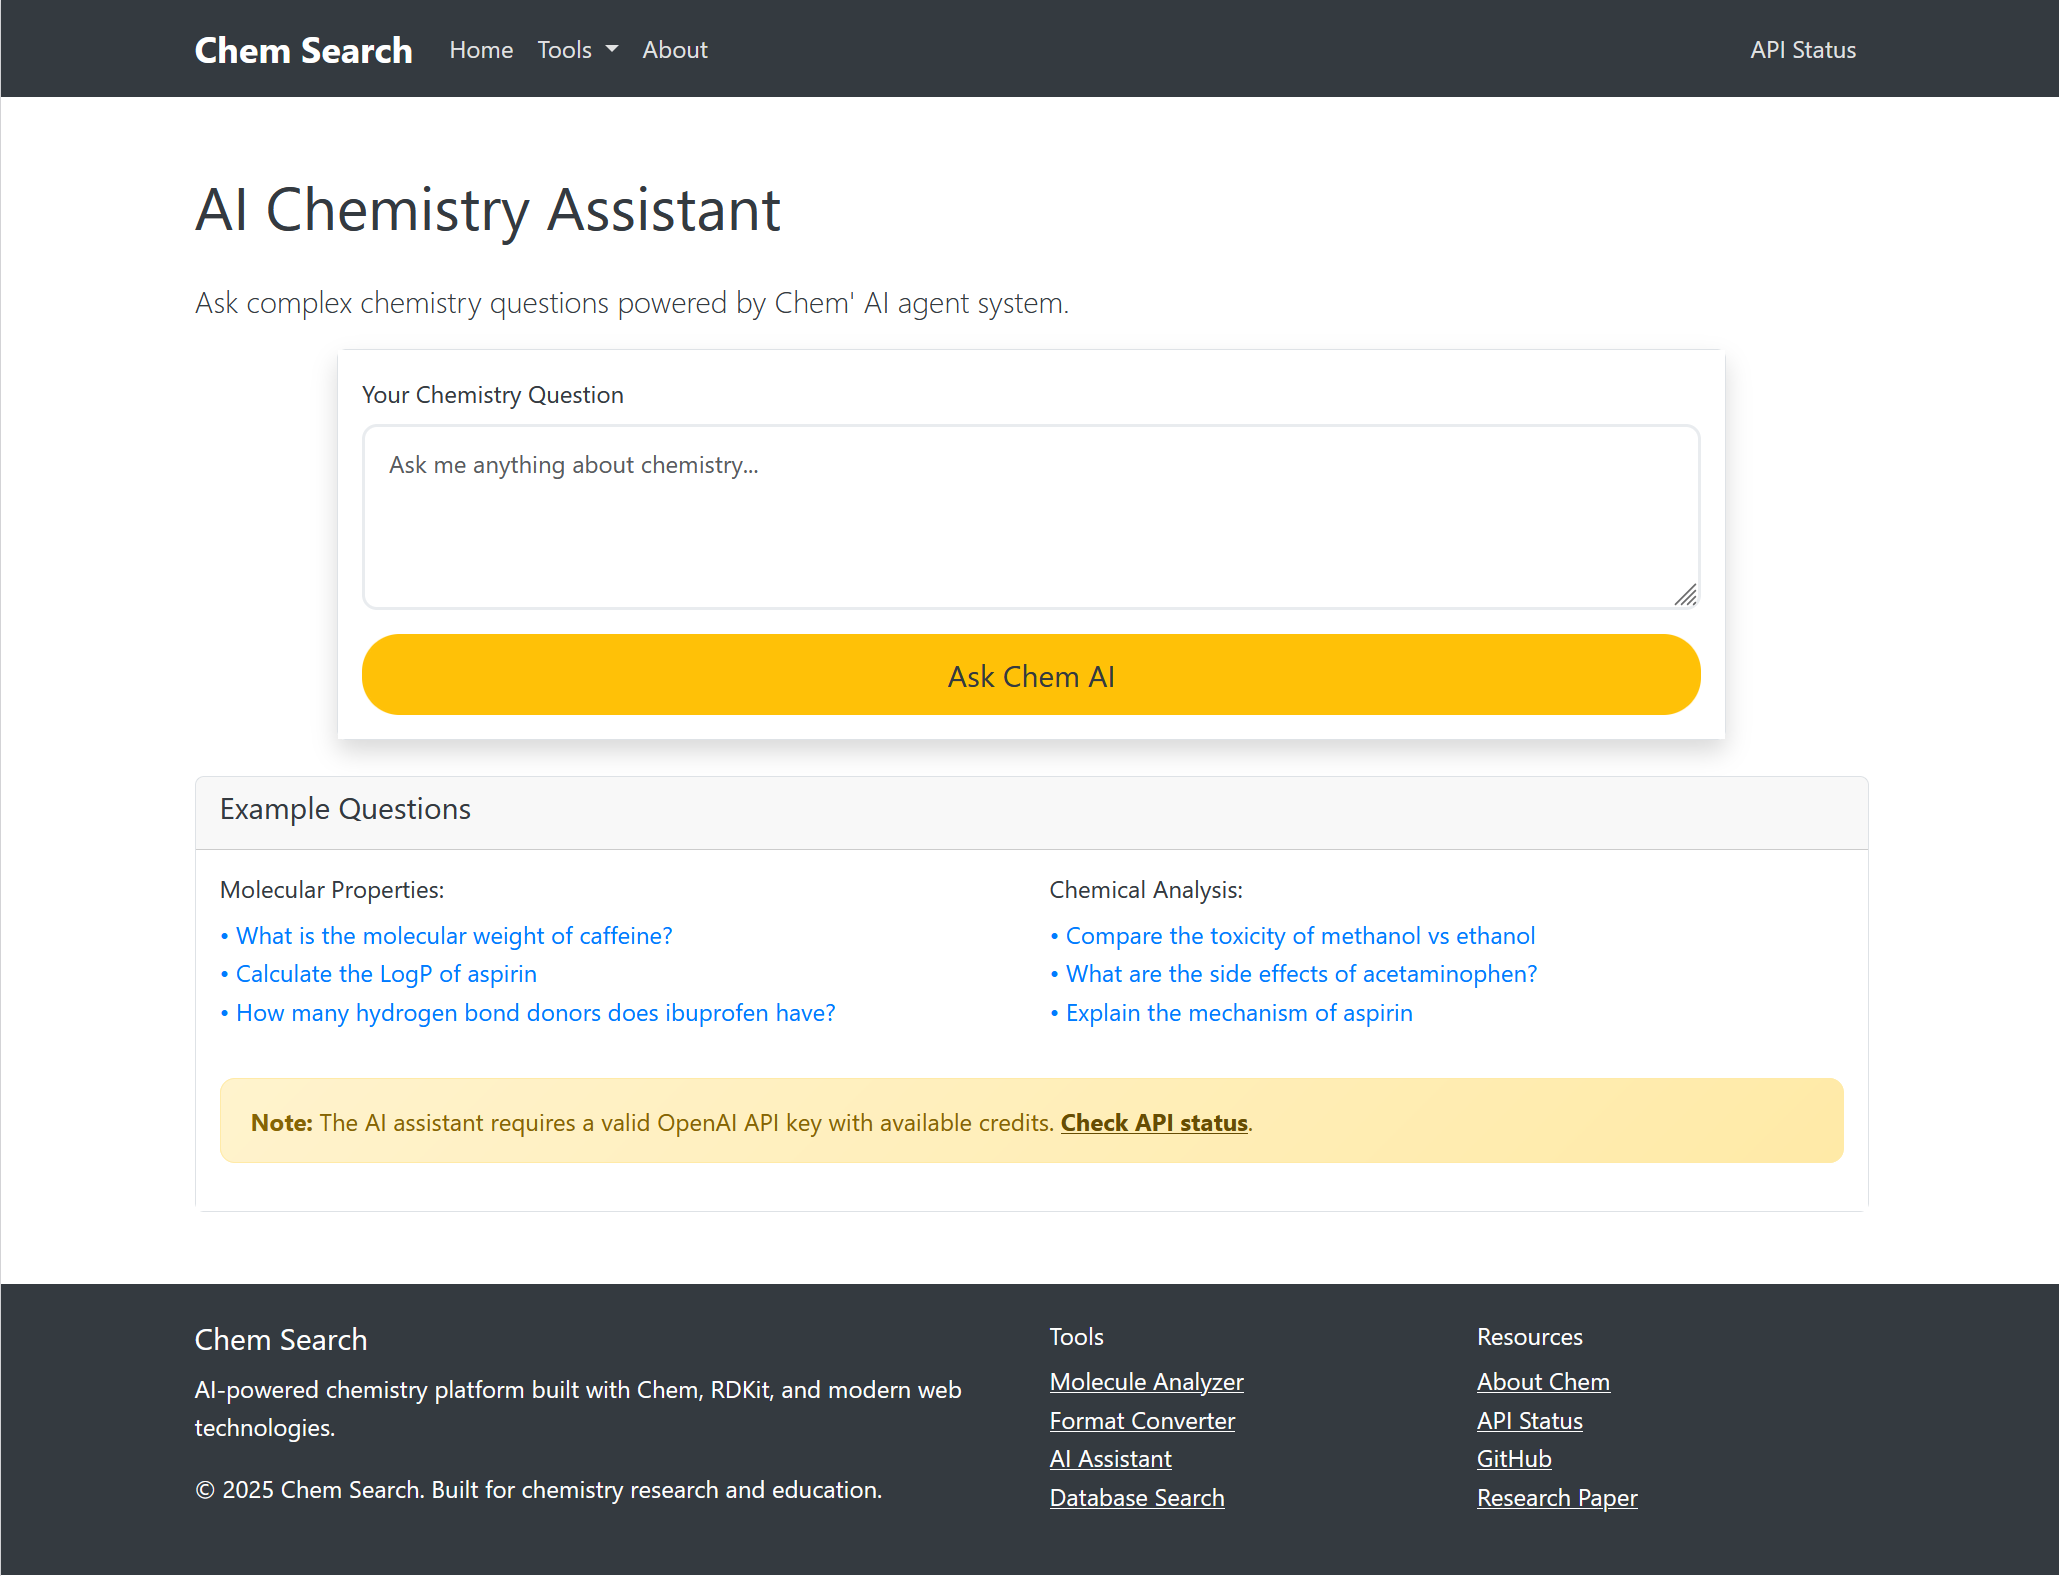 Chem Search
Home
Tools
About
API Status
AI Chemistry Assistant
Ask complex chemistry questions powered by Chem' AI agent system.
Your Chemistry Question
Ask me anything about chemistry...
Ask Chem AI
Example Questions
Molecular Properties:
• What is the molecular weight of caffeine?
• Calculate the LogP of aspirin
• How many hydrogen bond donors does ibuprofen have?
Chemical Analysis:
• Compare the toxicity of methanol vs ethanol
• What are the side effects of acetaminophen?
• Explain the mechanism of aspirin
Note: The AI assistant requires a valid OpenAI API key with available credits. Check API status.
Chem Search
AI-powered chemistry platform built with Chem, RDKit, and modern web
technologies.
© 2025 Chem Search. Built for chemistry research and education.
Tools
Molecule Analyzer
Format Converter
AI Assistant
Database Search
Resources
About Chem
API Status
GitHub
Research Paper